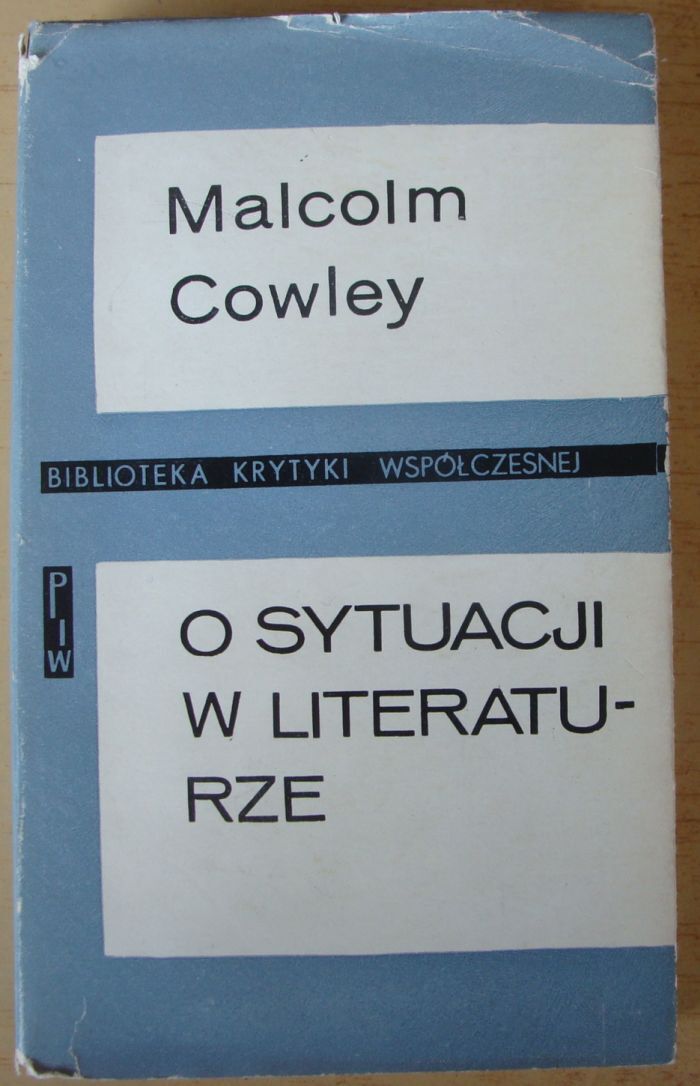 Malcolm
Cowley
BIBLIOTEKA KRYTYKI WSPÓŁCZESNEJ
PIW
O SYTUACJI
W LITERATU-
RZE